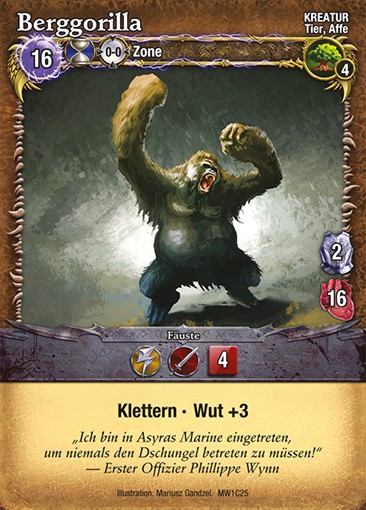 Berggorilla
KREATUR
Tier, Affe
16
0-0 Zone
4
2
16
Fäuste
4
Klettern · Wut +3
„Ich bin in Asyras Marine eingetreten,
um niemals den Dschungel betreten zu müssen!“
— Erster Offizier Phillippe Wynn
Illustration: Mariusz Gandzel. MW1C25